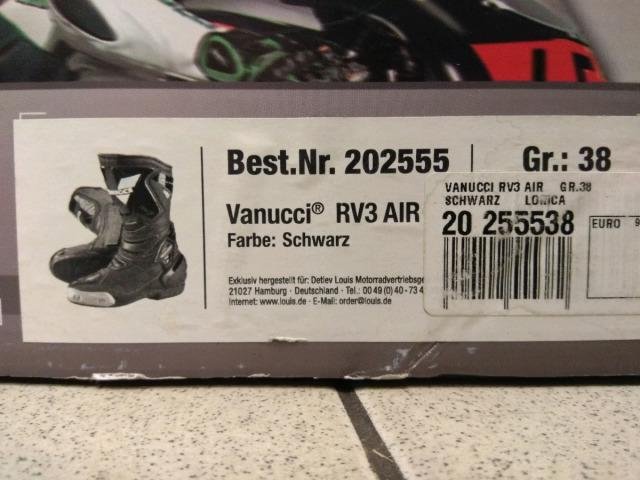 Best.Nr. 202555
Gr.: 38
Vanucci® RV3 AIR
Farbe: Schwarz
Exklusiv hergestellt für: Detlev Louis Motorradvertriebsge
21027 Hamburg · Deutschland · Tel.: 00 49 (0) 40 - 73 4
Internet: www.louis.de · E-Mail: order@louis.de
VANUCCI RV3 AIR GR.38
SCHWARZ LORICA
20 255538
EURO 9